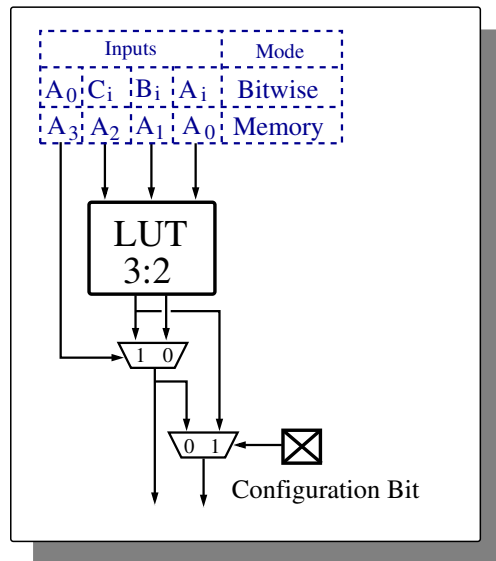 Inputs Mode
A0 Ci Bi Ai Bitwise
A3 A2 A1 A0 Memory
LUT
3:2
1 0
0 1
Configuration Bit